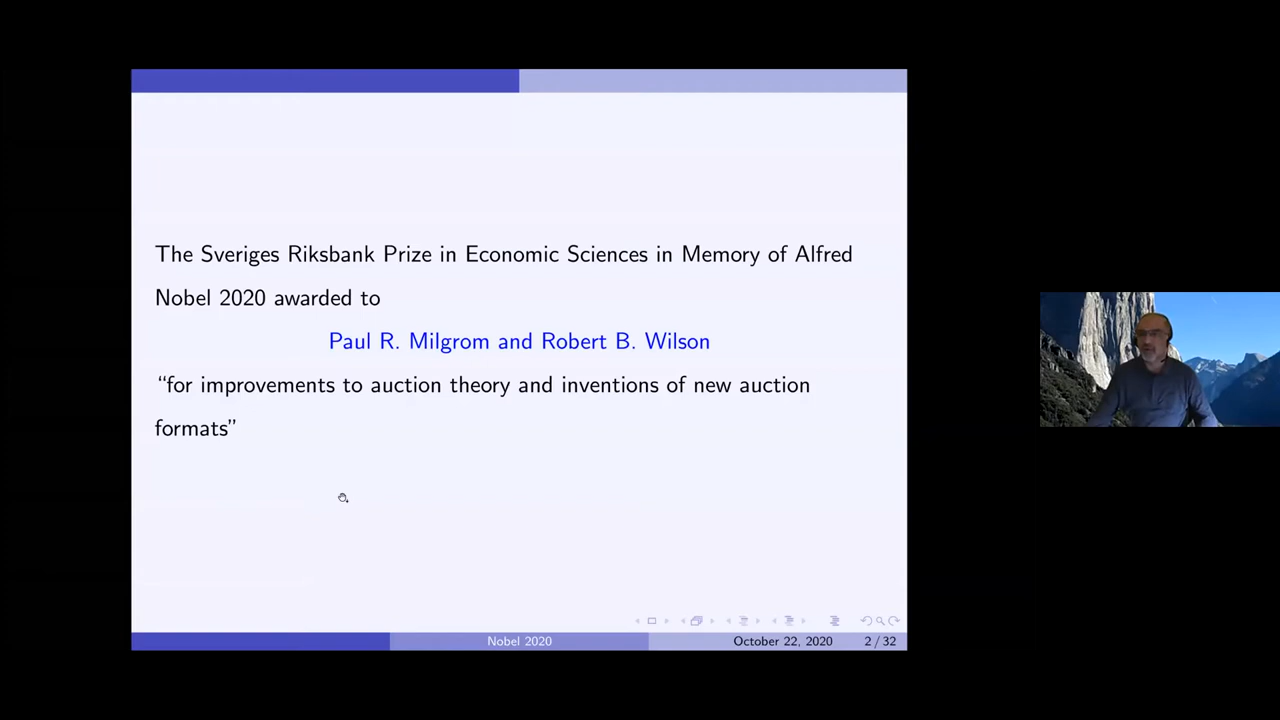 The Sveriges Riksbank Prize in Economic Sciences in Memory of Alfred
Nobel 2020 awarded to
Paul R. Milgrom and Robert B. Wilson
“for improvements to auction theory and inventions of new auction
formats”
Nobel 2020 October 22, 2020 2 / 32